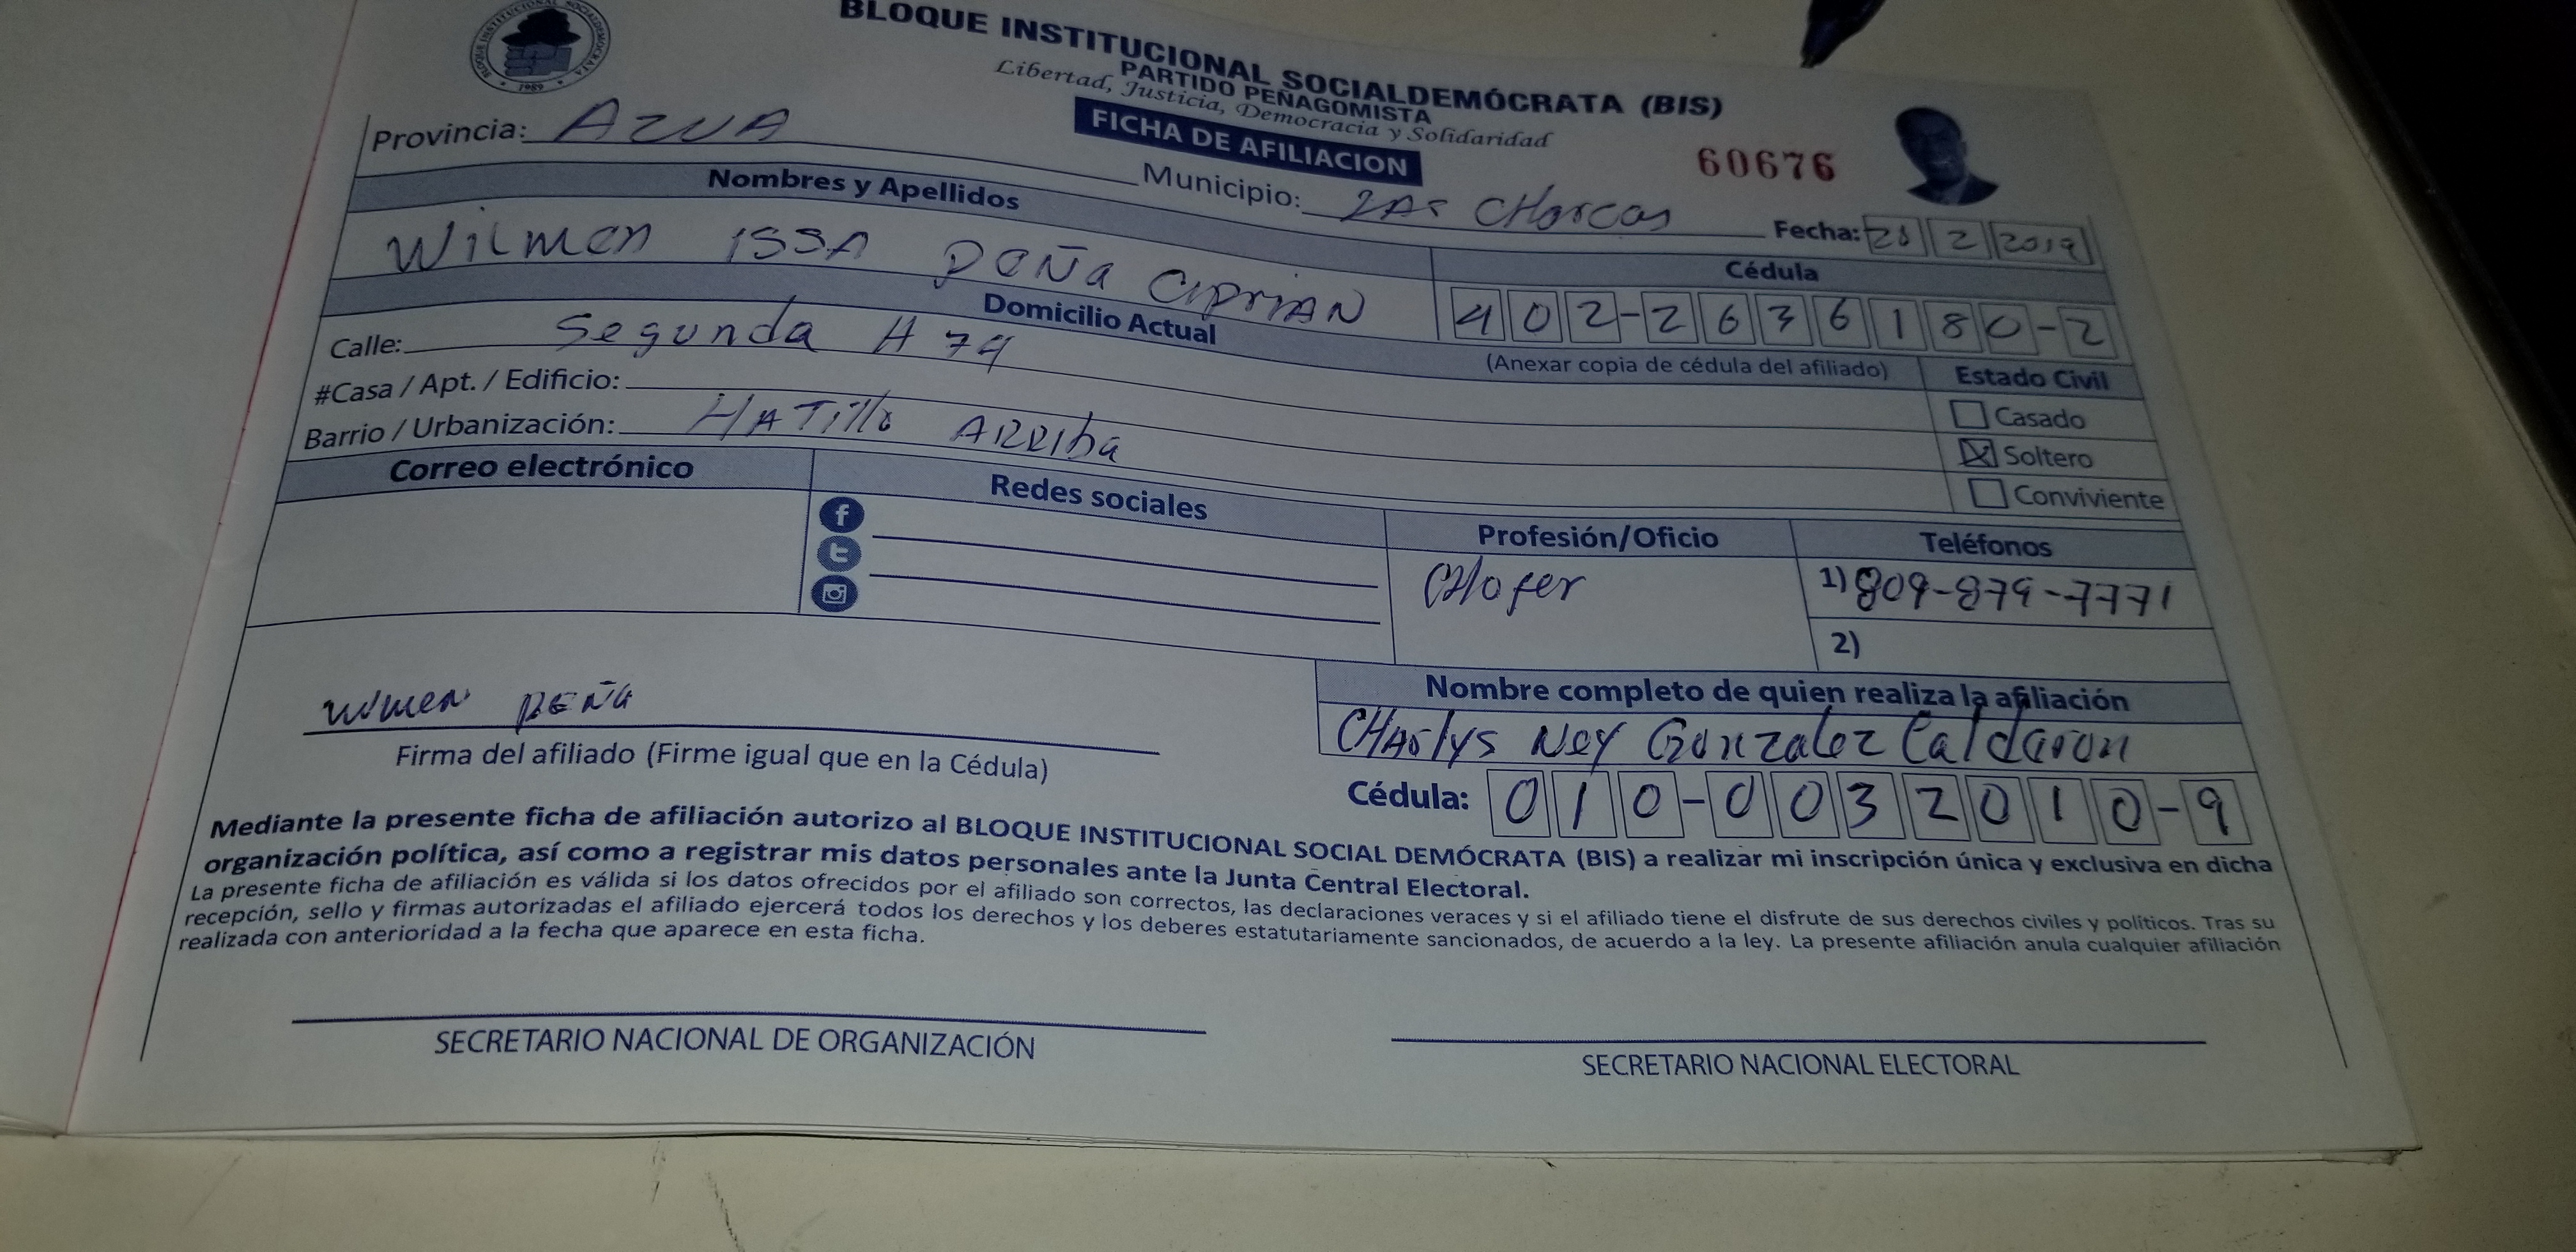 BLOQUE INSTITUCIONAL SOCIALDEMÓCRATA
1989
BLOQUE INSTITUCIONAL SOCIALDEMÓCRATA (BIS)
PARTIDO PEÑAGOMISTA
Libertad, Justicia, Democracia y Solidaridad
FICHA DE AFILIACION
60676
Provincia: AZUA Municipio: LAS CHarcas Fecha: 2 2019
Nombres y Apellidos Cédula
Wilmen ISSA PEÑa CIPRIAN 402-2636180-2
(Anexar copia de cédula del afiliado)
Domicilio Actual Estado Civil
Calle: Segunda # 79
#Casa / Apt. / Edificio:
Barrio / Urbanización: HATillo ARRIba
Casado
Soltero
Conviviente
Correo electrónico Redes sociales Profesión/Oficio Teléfonos
CHofer 1) 809-879-7771
2)
Nombre completo de quien realiza la afiliación
CHarlys Ney Gonzalez Calderon
Wilmen PEÑA
Firma del afiliado (Firme igual que en la Cédula)
Cédula: 010-0032010-9
Mediante la presente ficha de afiliación autorizo al BLOQUE INSTITUCIONAL SOCIAL DEMÓCRATA (BIS) a realizar mi inscripción única y exclusiva en dicha
organización política, así como a registrar mis datos personales ante la Junta Central Electoral.
La presente ficha de afiliación es válida si los datos ofrecidos por el afiliado son correctos, las declaraciones veraces y si el afiliado tiene el disfrute de sus derechos civiles y políticos. Tras su
recepción, sello y firmas autorizadas el afiliado ejercerá todos los derechos y los deberes estatutariamente sancionados, de acuerdo a la ley. La presente afiliación anula cualquier afiliación
realizada con anterioridad a la fecha que aparece en esta ficha.
SECRETARIO NACIONAL DE ORGANIZACIÓN
SECRETARIO NACIONAL ELECTORAL